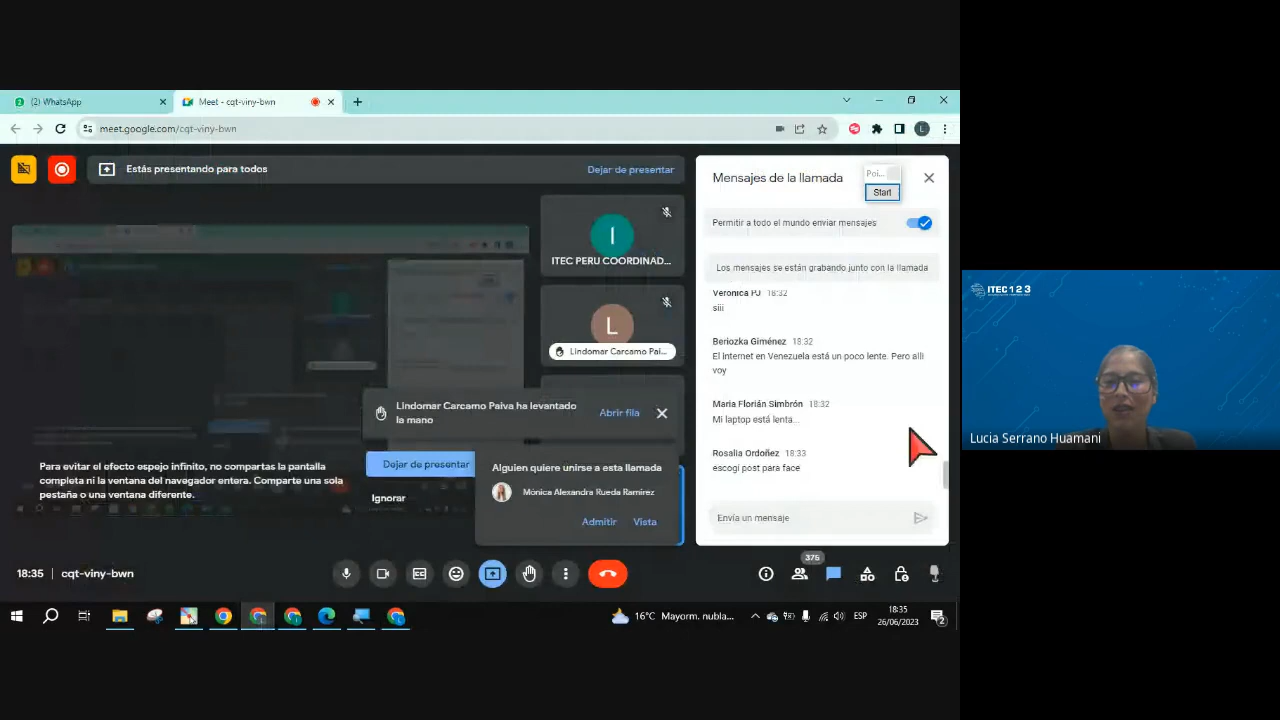 (2) WhatsApp
Meet - cqt-viny-bwn
meet.google.com/cqt-viny-bwn
L
Estás presentando para todos
Dejar de presentar
I
ITEC PERU COORDINAD...
L
Lindomar Carcamo Pai...
Lindomar Carcamo Paiva ha levantado
la mano
Abrir fila
Para evitar el efecto espejo infinito, no compartas la pantalla
completa ni la ventana del navegador entera. Comparte una sola
pestaña o una ventana diferente.
Dejar de presentar
Ignorar
Alguien quiere unirse a esta llamada
Mónica Alexandra Rueda Ramírez
Admitir
Vista
Mensajes de la llamada
Poi...
Start
Permitir a todo el mundo enviar mensajes
Los mensajes se están grabando junto con la llamada
Veronica PJ 18:32
siii
Beriozka Giménez 18:32
El internet en Venezuela está un poco lente. Pero alli
voy
Maria Florián Simbrón 18:32
Mi laptop está lenta...
Rosalia Ordoñez 18:33
escogi post para face
Envía un mensaje
18:35
cqt-viny-bwn
375
16°C Mayorm. nubla...
ESP
18:35
26/06/2023
2
ITEC 1 2 3
Lucia Serrano Huamani